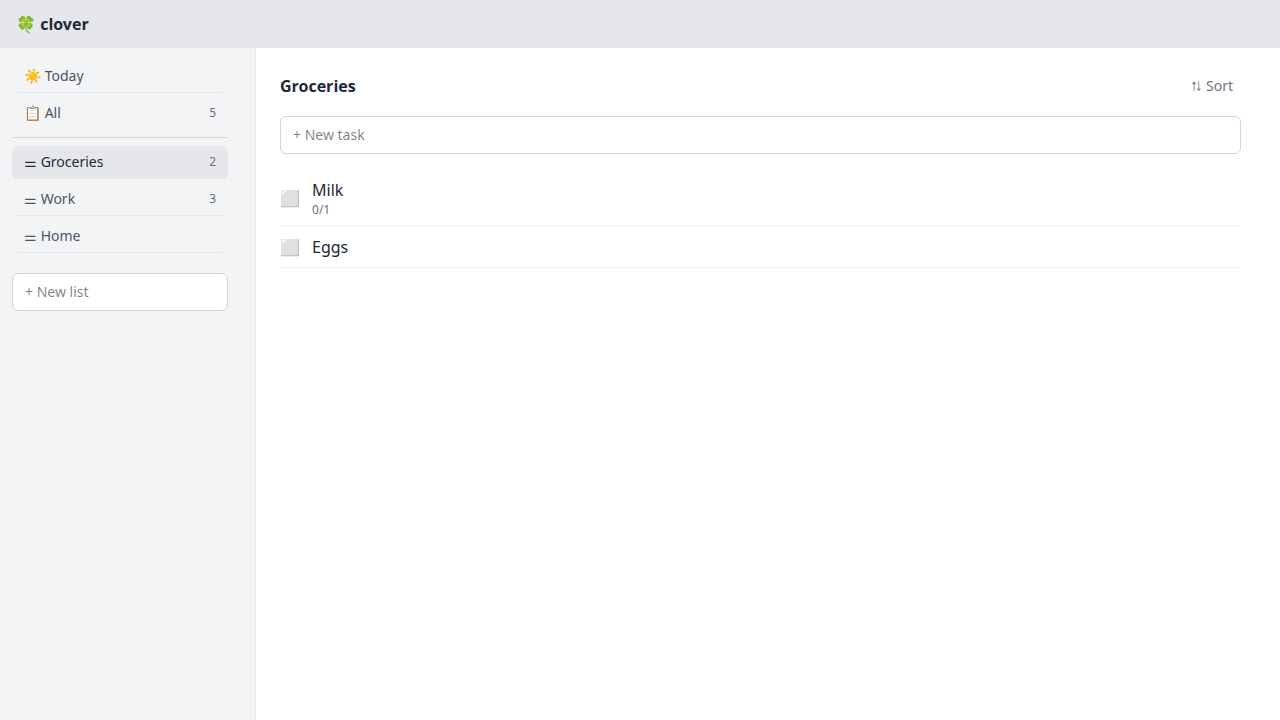 🍀 clover
☀️ Today
📋 All 5
⚌ Groceries 2
⚌ Work 3
⚌ Home
+ New list
Groceries
↑↓ Sort
+ New task
Milk
0/1
Eggs